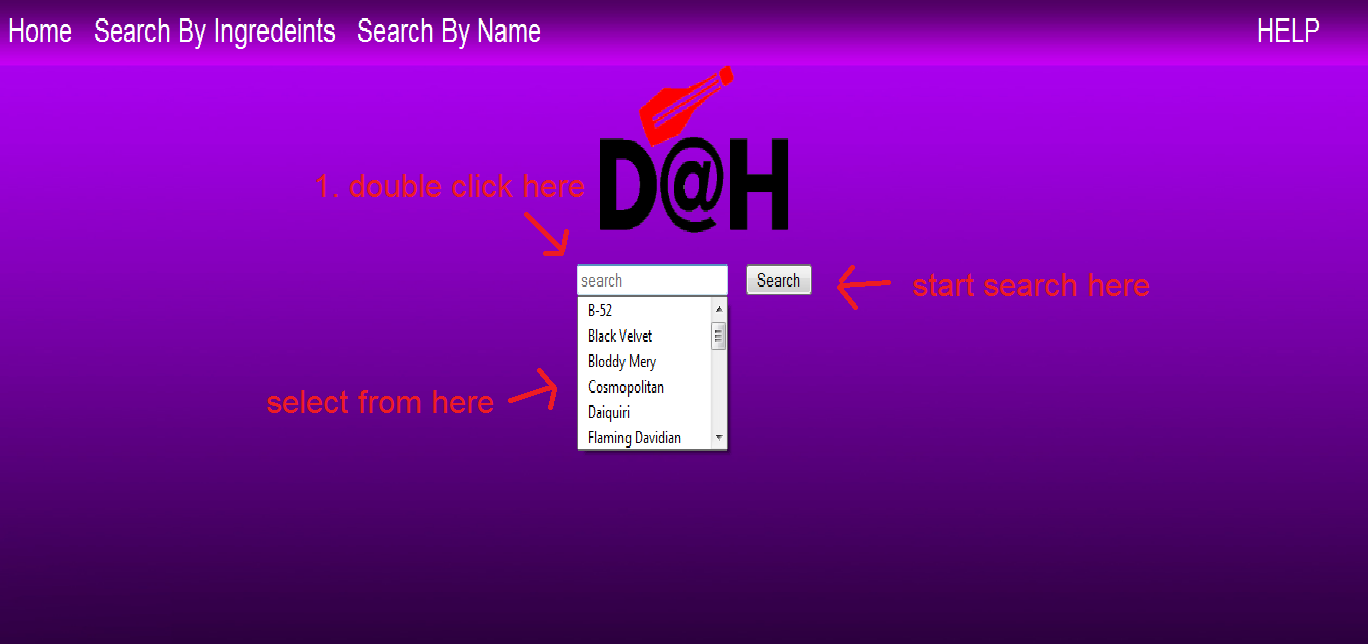 Home Search By Ingredeints Search By Name HELP
D@H
1. double click here
search Search
start search here
B-52
Black Velvet
Bloddy Mery
Cosmopolitan
select from here
Daiquiri
Flaming Davidian